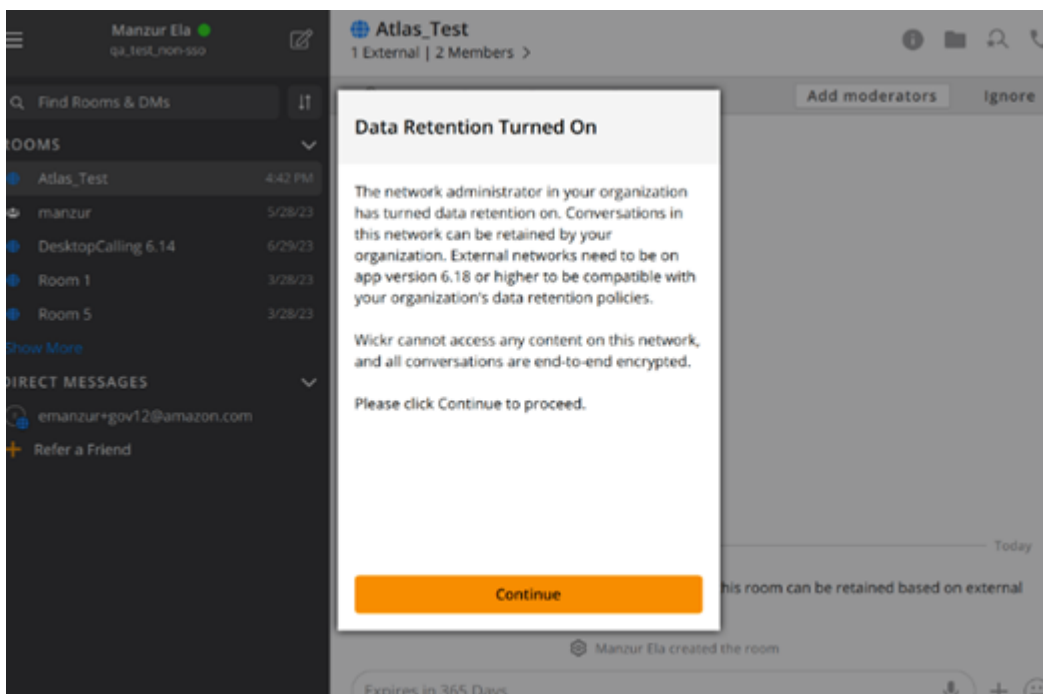 Manzur Ela
qa_test_non-sso
Find Rooms & DMs
ROOMS
Atlas_Test 4:42 PM
manzur 5/28/23
DesktopCalling 6.14 6/29/23
Room 1 3/28/23
Room 5 3/28/23
Show More
DIRECT MESSAGES
emanzur+gov12@amazon.com
Refer a Friend
Atlas_Test
1 External | 2 Members >
Add moderators Ignore
Data Retention Turned On
The network administrator in your organization
has turned data retention on. Conversations in
this network can be retained by your
organization. External networks need to be on
app version 6.18 or higher to be compatible with
your organization's data retention policies.
Wickr cannot access any content on this network,
and all conversations are end-to-end encrypted.
Please click Continue to proceed.
Continue
Today
his room can be retained based on external
Manzur Ela created the room
Expires in 365 Days